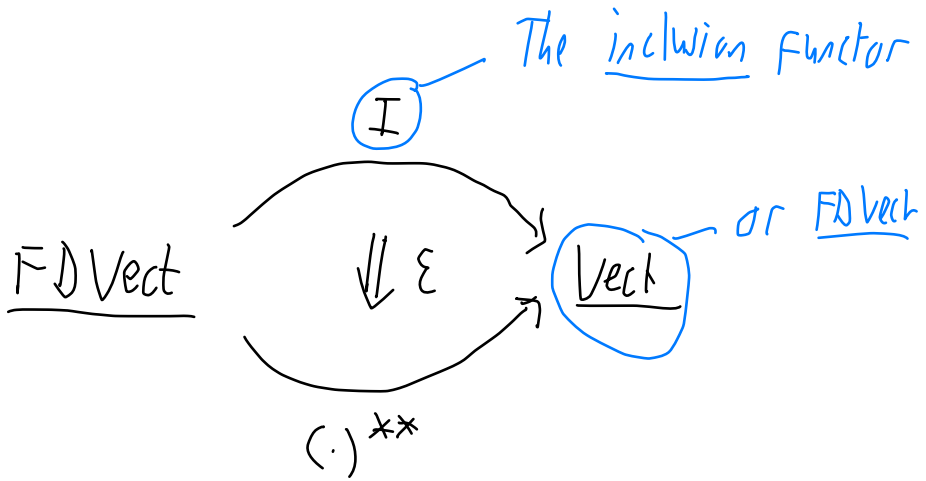 The inclusion functor
I
or FDVect
FDVect
⇓ ε
Vect
(·)**